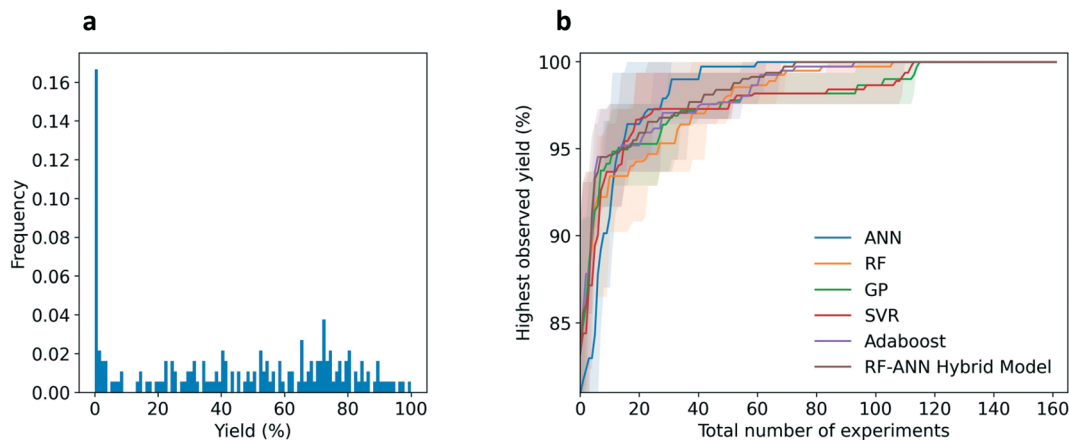 a
b
Frequency
0.16
0.14
0.12
0.10
0.08
0.06
0.04
0.02
0.00
0
20
40
60
80
100
Yield (%)
Highest observed yield (%)
100
95
90
85
ANN
RF
GP
SVR
Adaboost
RF-ANN Hybrid Model
0
20
40
60
80
100
120
140
160
Total number of experiments